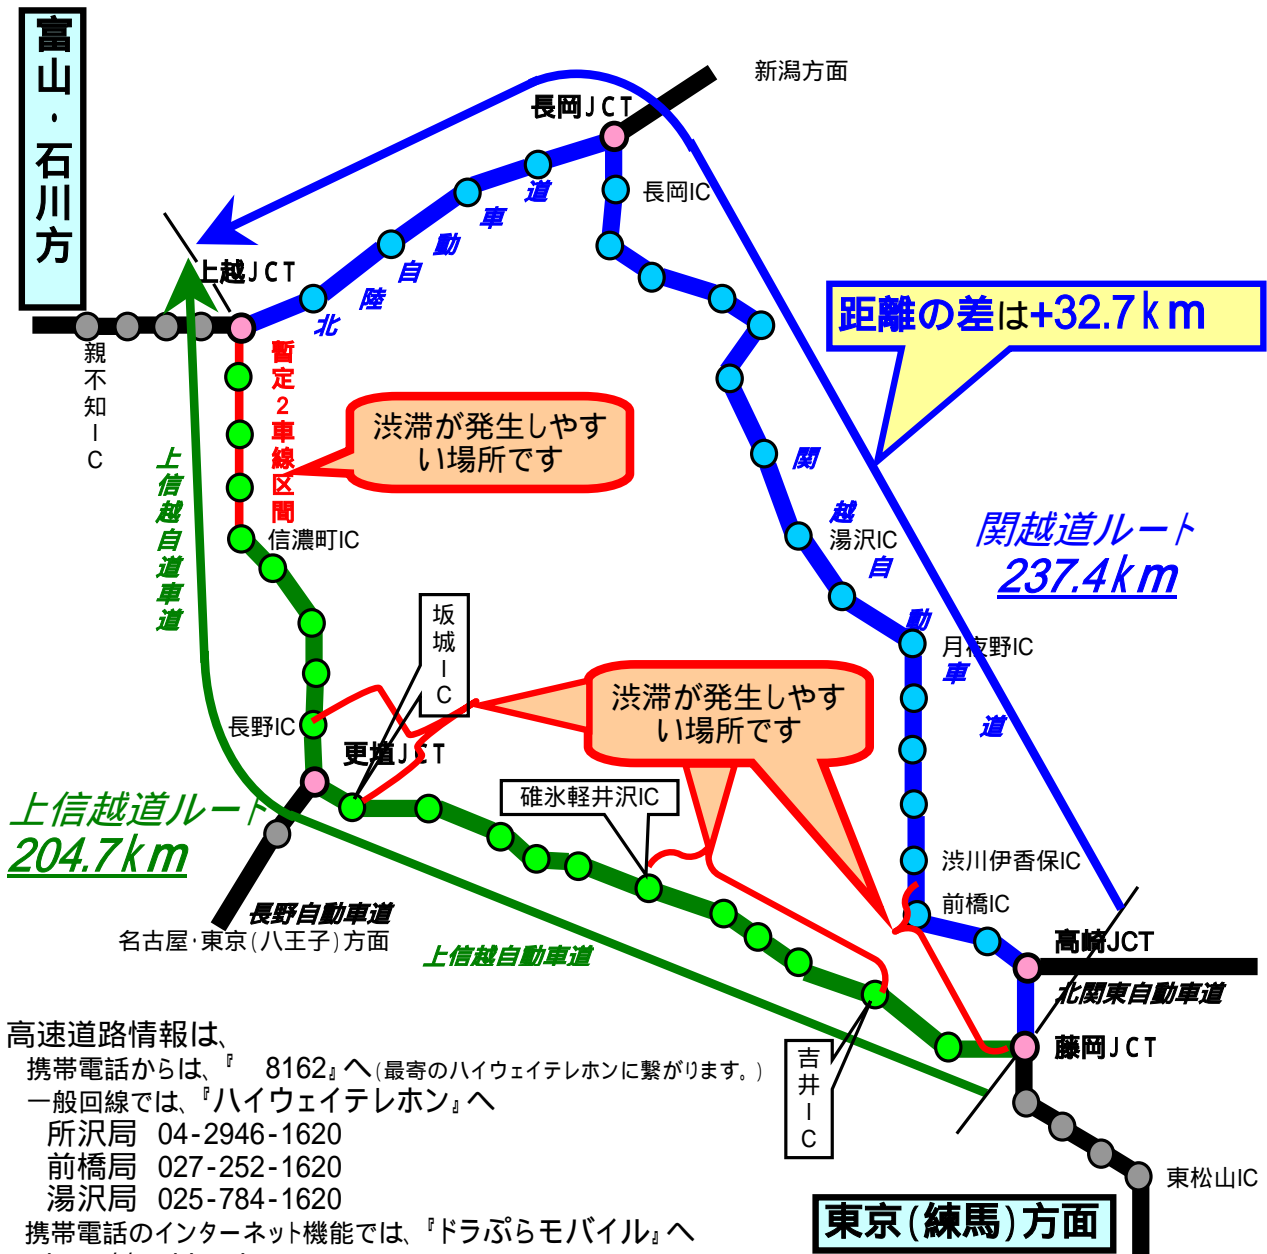 富山・石川方
新潟方面
長岡JCT
長岡IC
上越JCT
北陸自動車道
親不知IC
暫定2車線区間
渋滞が発生しやす
い場所です
距離の差は+32.7km
上信越自道車道
信濃町IC
関越自動車道
湯沢IC
関越道ルート
237.4km
坂城IC
月夜野IC
渋滞が発生しやす
い場所です
長野IC
更埴JCT
碓氷軽井沢IC
上信越道ルート
204.7km
渋川伊香保IC
前橋IC
長野自動車道
名古屋・東京(八王子)方面
上信越自動車道
高崎JCT
北関東自動車道
藤岡JCT
吉井IC
東松山IC
東京(練馬)方面
高速道路情報は、
携帯電話からは、『　8162』へ(最寄のハイウェイテレホンに繋がります。)
一般回線では、『ハイウェイテレホン』へ
所沢局 04-2946-1620
前橋局 027-252-1620
湯沢局 025-784-1620
携帯電話のインターネット機能では、『ドラぷらモバイル』へ